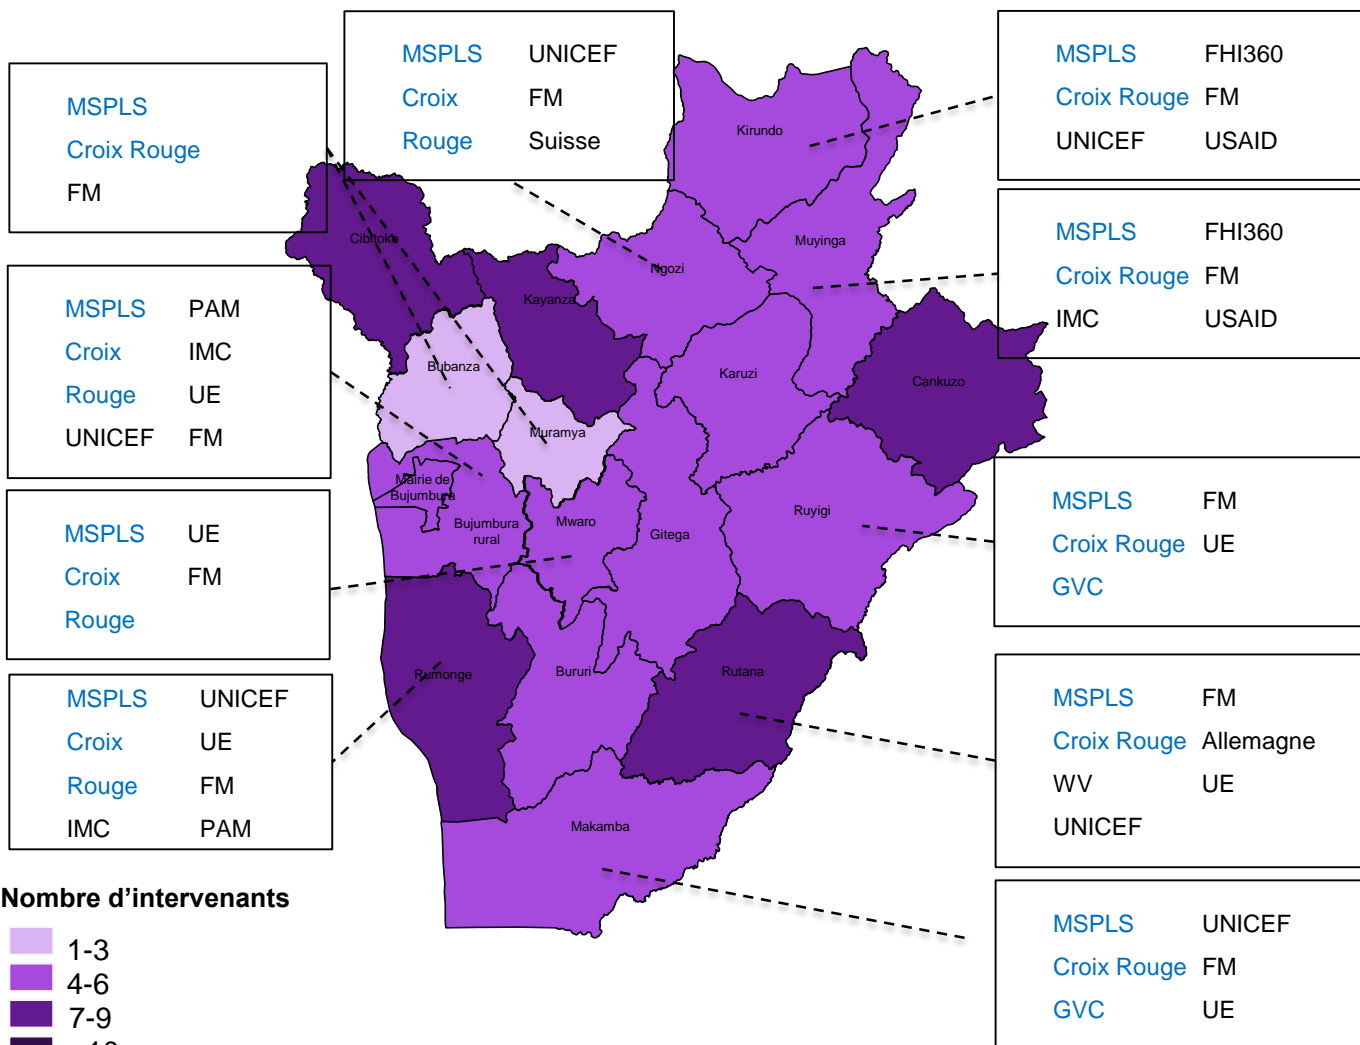 MSPLS UNICEF
Croix FM
Rouge Suisse
MSPLS FHI360
Croix Rouge FM
UNICEF USAID
MSPLS
Croix Rouge
FM
MSPLS FHI360
Croix Rouge FM
IMC USAID
MSPLS PAM
Croix IMC
Rouge UE
UNICEF FM
MSPLS UE
Croix FM
Rouge
MSPLS FM
Croix Rouge UE
GVC
MSPLS UNICEF
Croix UE
Rouge FM
IMC PAM
MSPLS FM
Croix Rouge Allemagne
WV UE
UNICEF
MSPLS UNICEF
Croix Rouge FM
GVC UE
Kirundo
Cibitoke
Muyinga
Ngozi
Kayanza
Bubanza
Karuzi
Cankuzo
Muramya
Mairie de
Bujumbura
Bujumbura
rural
Mwaro
Gitega
Ruyigi
Rumonge
Bururi
Rutana
Makamba
Nombre d'intervenants
1-3
4-6
7-9